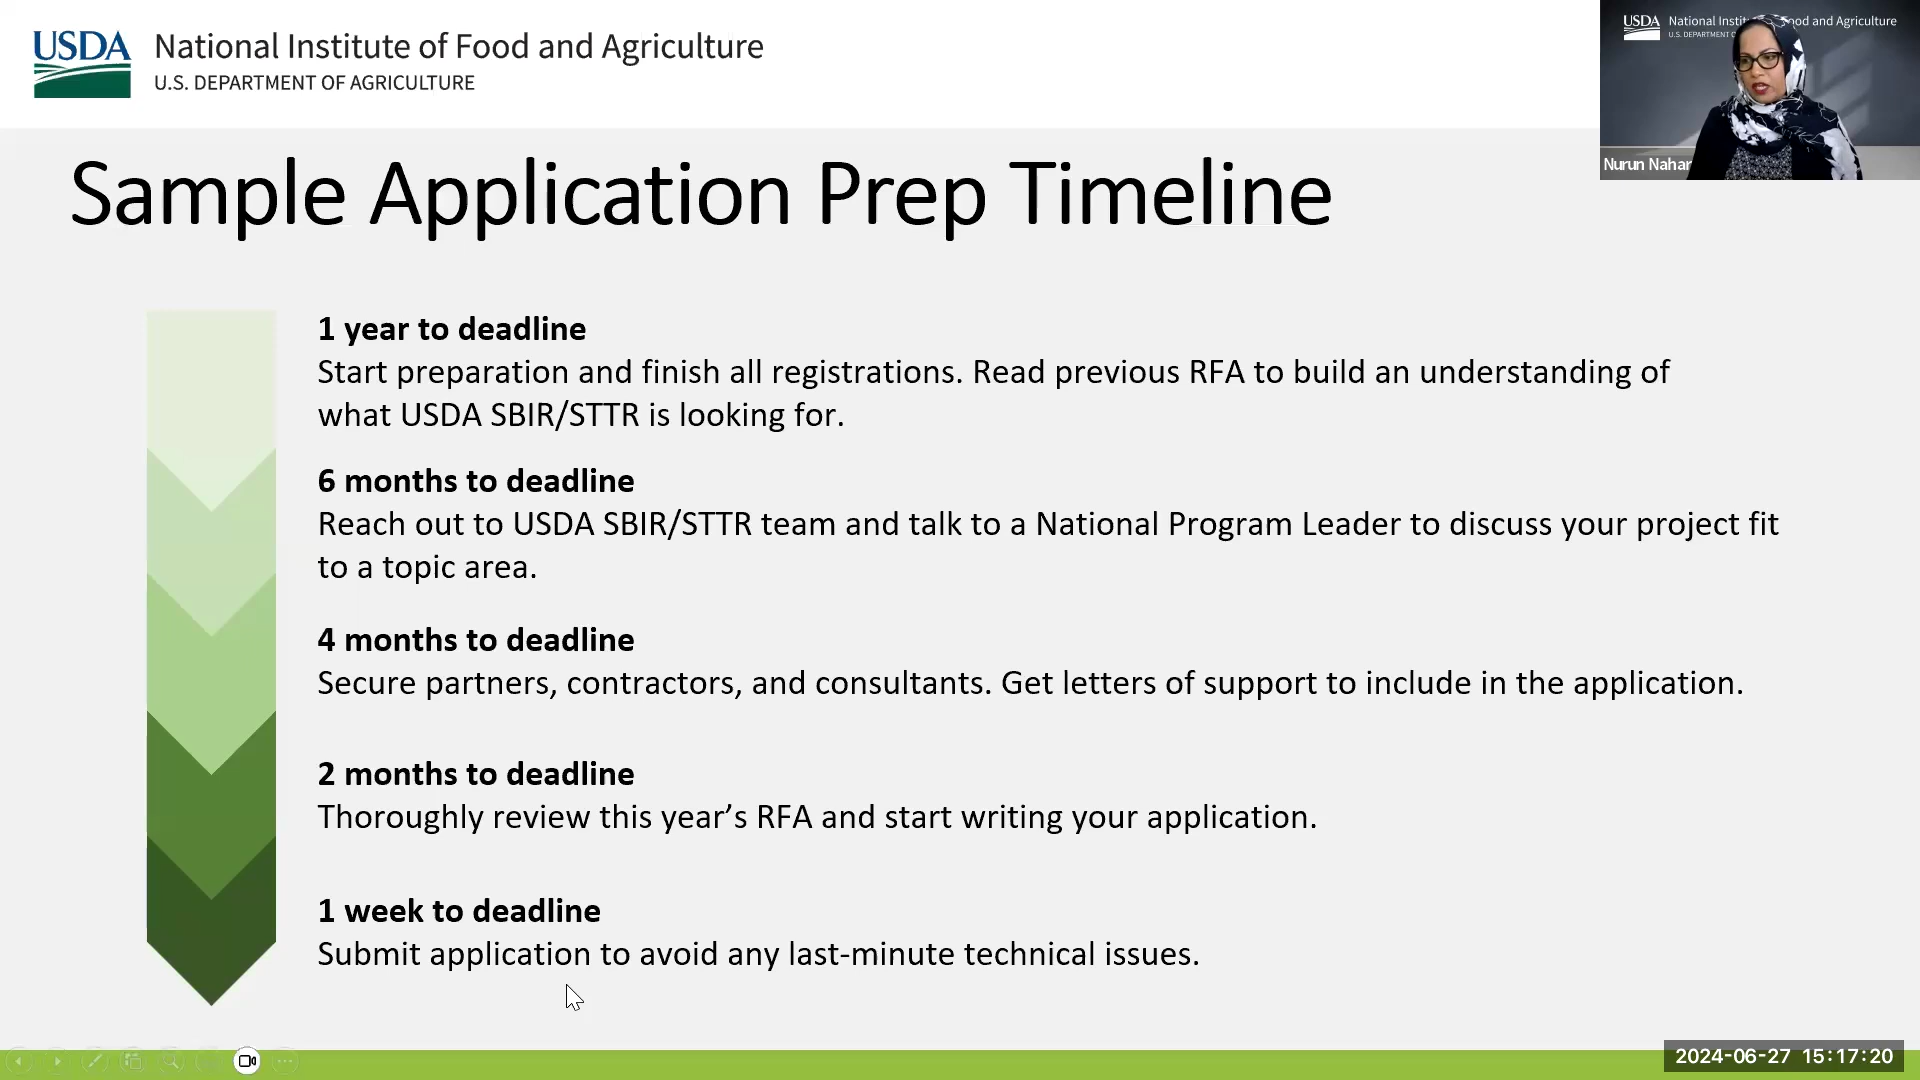 USDA
National Institute of Food and Agriculture
U.S. DEPARTMENT OF AGRICULTURE
USDA National Food and Agriculture
U.S. DEPARTMENT
Nurun Nahar
Sample Application Prep Timeline
1 year to deadline
Start preparation and finish all registrations. Read previous RFA to build an understanding of
what USDA SBIR/STTR is looking for.
6 months to deadline
Reach out to USDA SBIR/STTR team and talk to a National Program Leader to discuss your project fit
to a topic area.
4 months to deadline
Secure partners, contractors, and consultants. Get letters of support to include in the application.
2 months to deadline
Thoroughly review this year’s RFA and start writing your application.
1 week to deadline
Submit application to avoid any last-minute technical issues.
2024-06-27 15:17:20